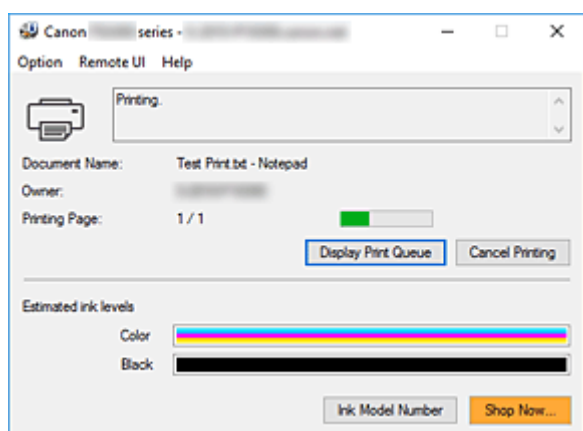 Canon series -
Option Remote UI Help
Printing.
Document Name: Test Print.txt - Notepad
Owner:
Printing Page: 1 / 1
Display Print Queue Cancel Printing
Estimated ink levels
Color
Black
Ink Model Number Shop Now...